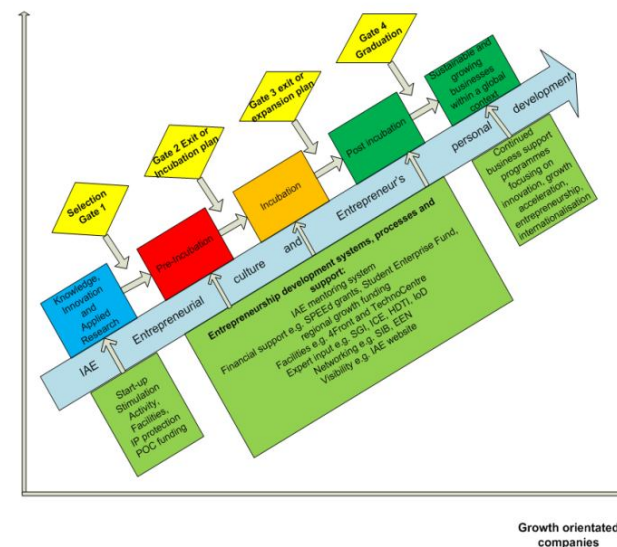 Gate 4
Graduation
Sustainable and
growing
businesses
within a global
context
Gate 3 exit or
expansion plan
Post incubation
Gate 2 Exit or
Incubation plan
Incubation
Selection
Gate 1
Pre-incubation
Knowledge,
Innovation
and
Applied
Research
IAE Entrepreneurial culture and Entrepreneur's personal development
Continued
business support
programmes
focusing on
innovation, growth
acceleration,
entrepreneurship,
internationalisation
Entrepreneurship development systems, processes and
support:
IAE mentoring system
Financial support e.g. SPEEd grants, Student Enterprise Fund,
regional growth funding
Facilities e.g. 4Front and TechnoCentre
Expert input e.g. SGI, ICE, HDTI, IoD
Networking e.g. SIB, EEN
Visibility e.g. IAE website
Start-up
Stimulation
Activity,
Facilities,
IP protection
POC funding
Growth orientated
companies